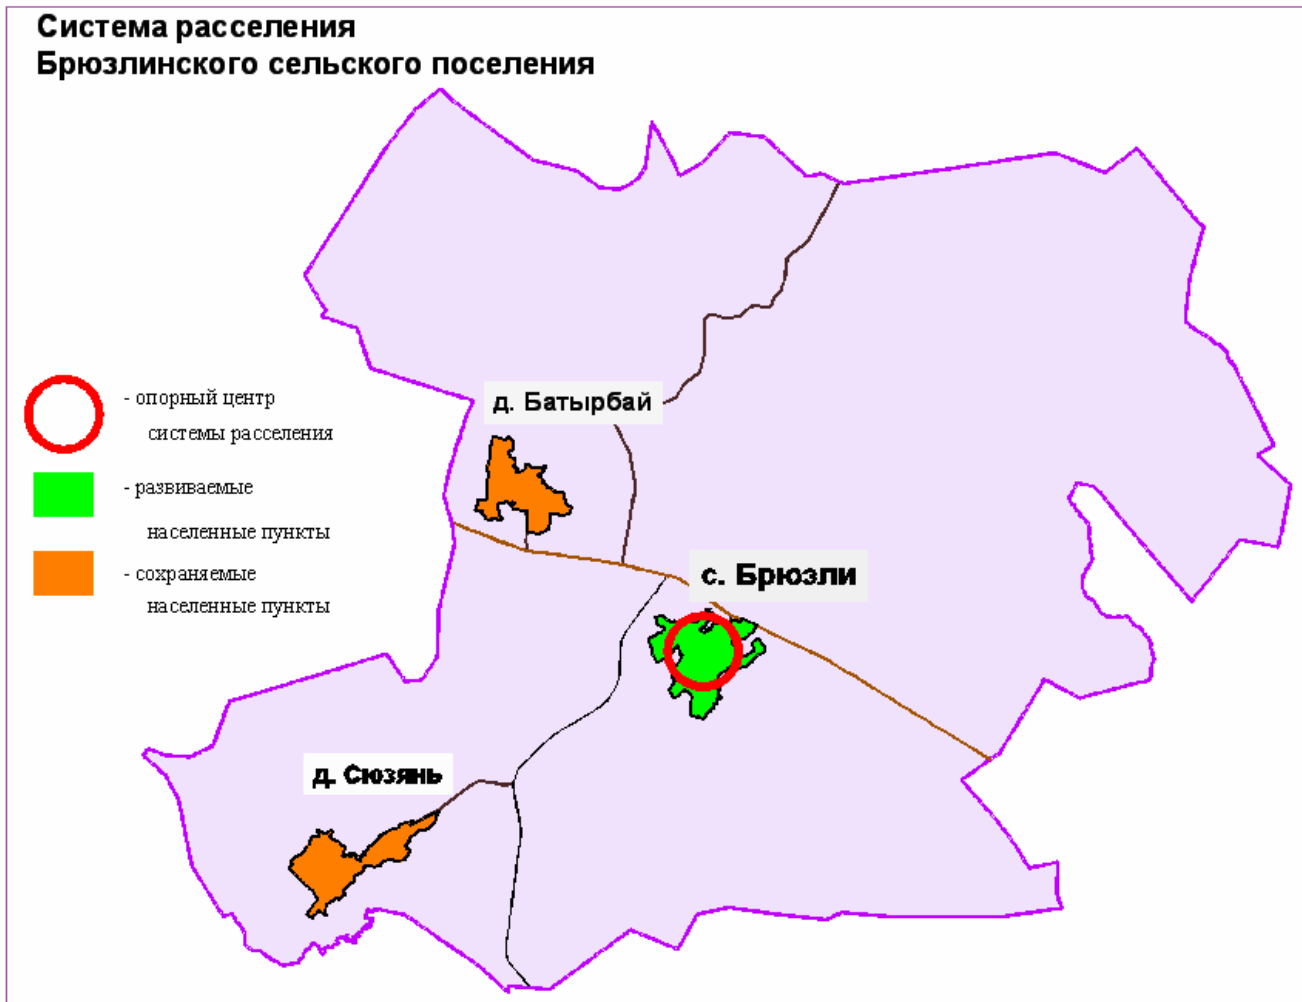 Система расселения
Брюзлинского сельского поселения
д. Батырбай
- опорный центр
системы расселения
- развиваемые
населенные пункты
- сохраняемые
населенные пункты
с. Брюзли
д. Сюзянь